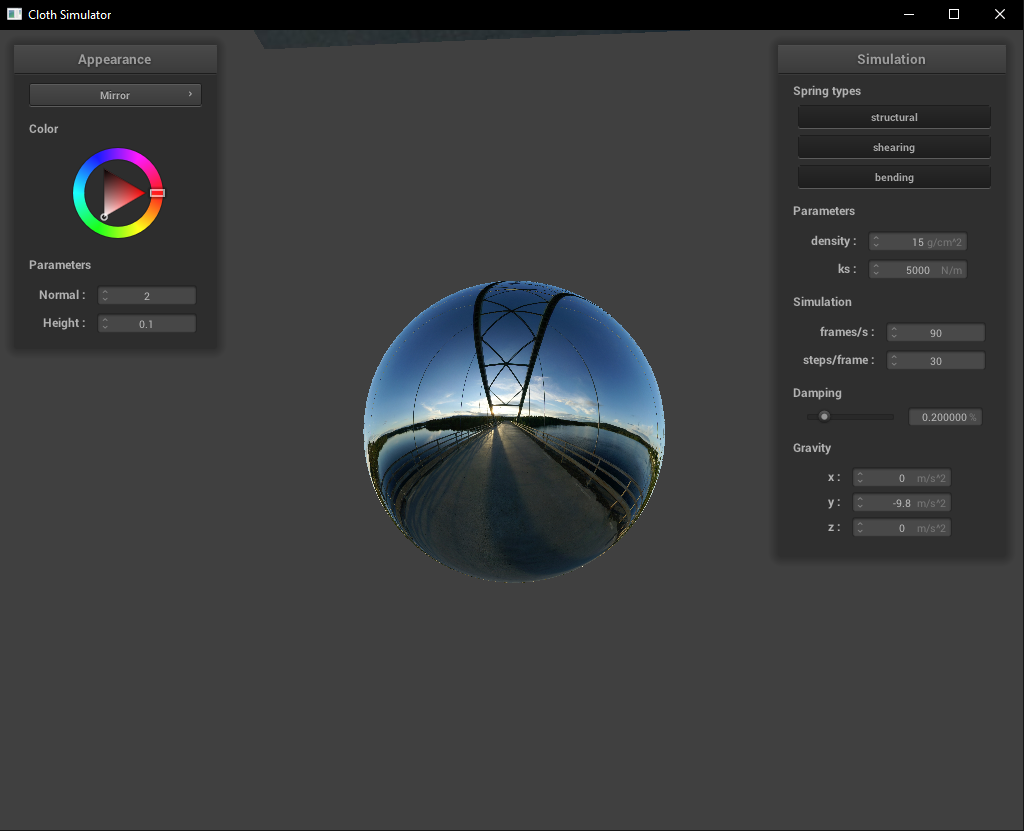 Cloth Simulator
Appearance
Mirror
Color
Parameters
Normal : 2
Height : 0.1
Simulation
Spring types
structural
shearing
bending
Parameters
density : 15 g/cm^2
ks : 5000 N/m
Simulation
frames/s : 90
steps/frame : 30
Damping
0.200000 %
Gravity
x : 0 m/s^2
y : -9.8 m/s^2
z : 0 m/s^2